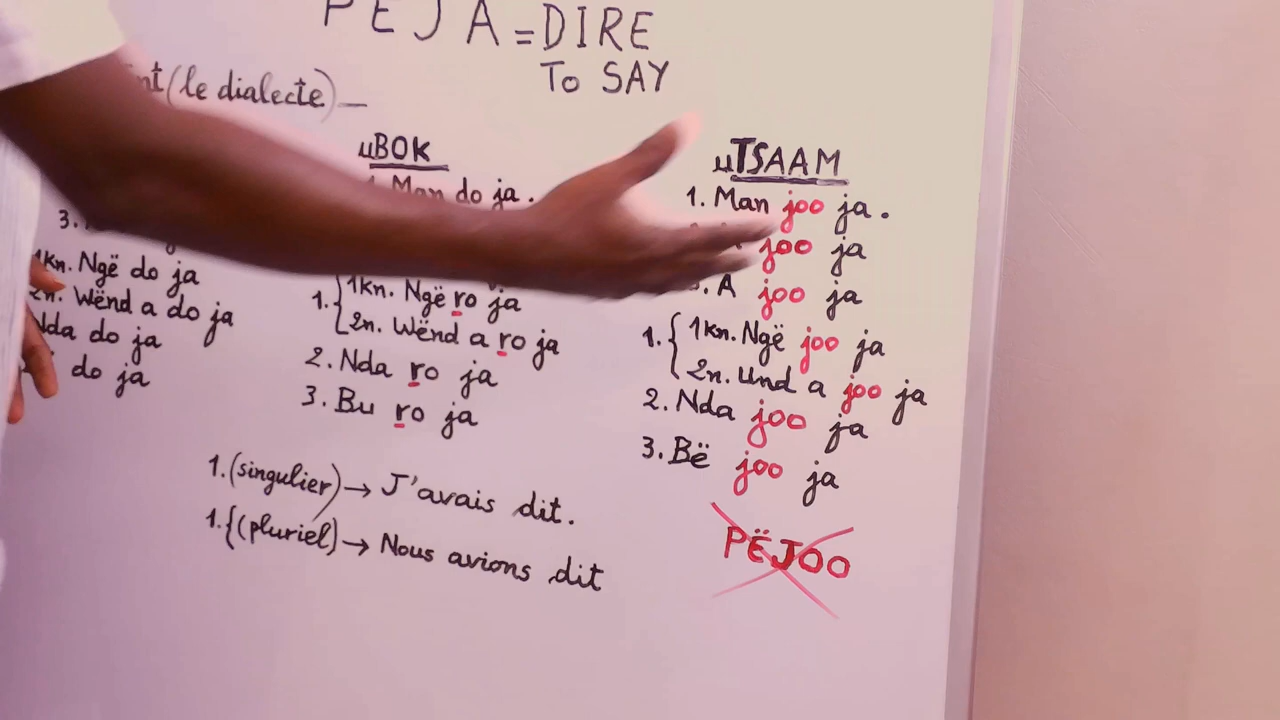 PËJA = DIRE
TO SAY
(le dialecte)
uBOK
1. Man do ja.
1. { 1kn. Ngë ro ja
2n. Wënd a ro ja
2. Nda ro ja
3. Bu ro ja
uTSAAM
1. Man joo ja.
joo ja
3. A joo ja
1. { 1kn. Ngë joo ja
2n. Und a joo ja
2. Nda joo ja
3. Bë joo ja
PËJOO
3.
1kn. Ngë do ja
2n. Wënd a do ja
Nda do ja
do ja
1. (singulier) → J'avais dit.
1. { (pluriel) → Nous avions dit